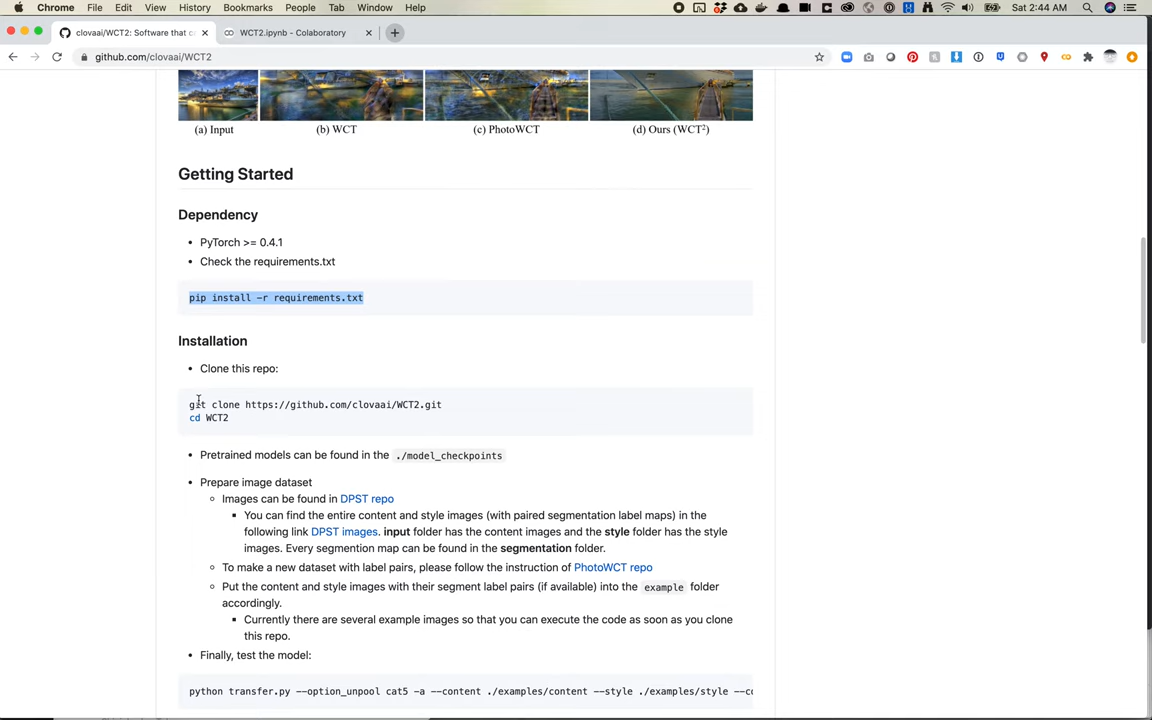 Chrome File Edit View History Bookmarks People Tab Window Help Sat 2:44 AM
clovaai/WCT2: Software that c WCT2.ipynb - Colaboratory
github.com/clovaai/WCT2
(a) Input (b) WCT (c) PhotoWCT (d) Ours (WCT²)
Getting Started
Dependency
• PyTorch >= 0.4.1
• Check the requirements.txt
pip install -r requirements.txt
Installation
• Clone this repo:
git clone https://github.com/clovaai/WCT2.git
cd WCT2
• Pretrained models can be found in the ./model_checkpoints
• Prepare image dataset
Images can be found in DPST repo
You can find the entire content and style images (with paired segmentation label maps) in the
following link DPST images. input folder has the content images and the style folder has the style
images. Every segmention map can be found in the segmentation folder.
To make a new dataset with label pairs, please follow the instruction of PhotoWCT repo
Put the content and style images with their segment label pairs (if available) into the example folder
accordingly.
Currently there are several example images so that you can execute the code as soon as you clone
this repo.
• Finally, test the model:
python transfer.py --option_unpool cat5 -a --content ./examples/content --style ./examples/style --co